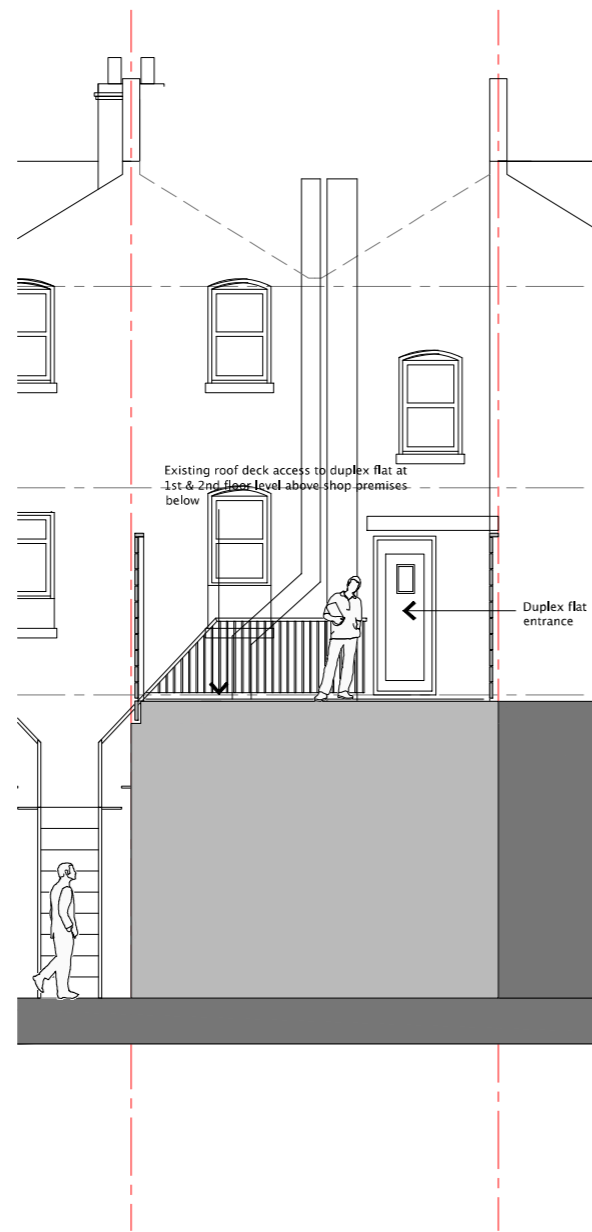 Existing roof deck access to duplex flat at
1st & 2nd floor level above shop premises
below
Duplex flat
entrance